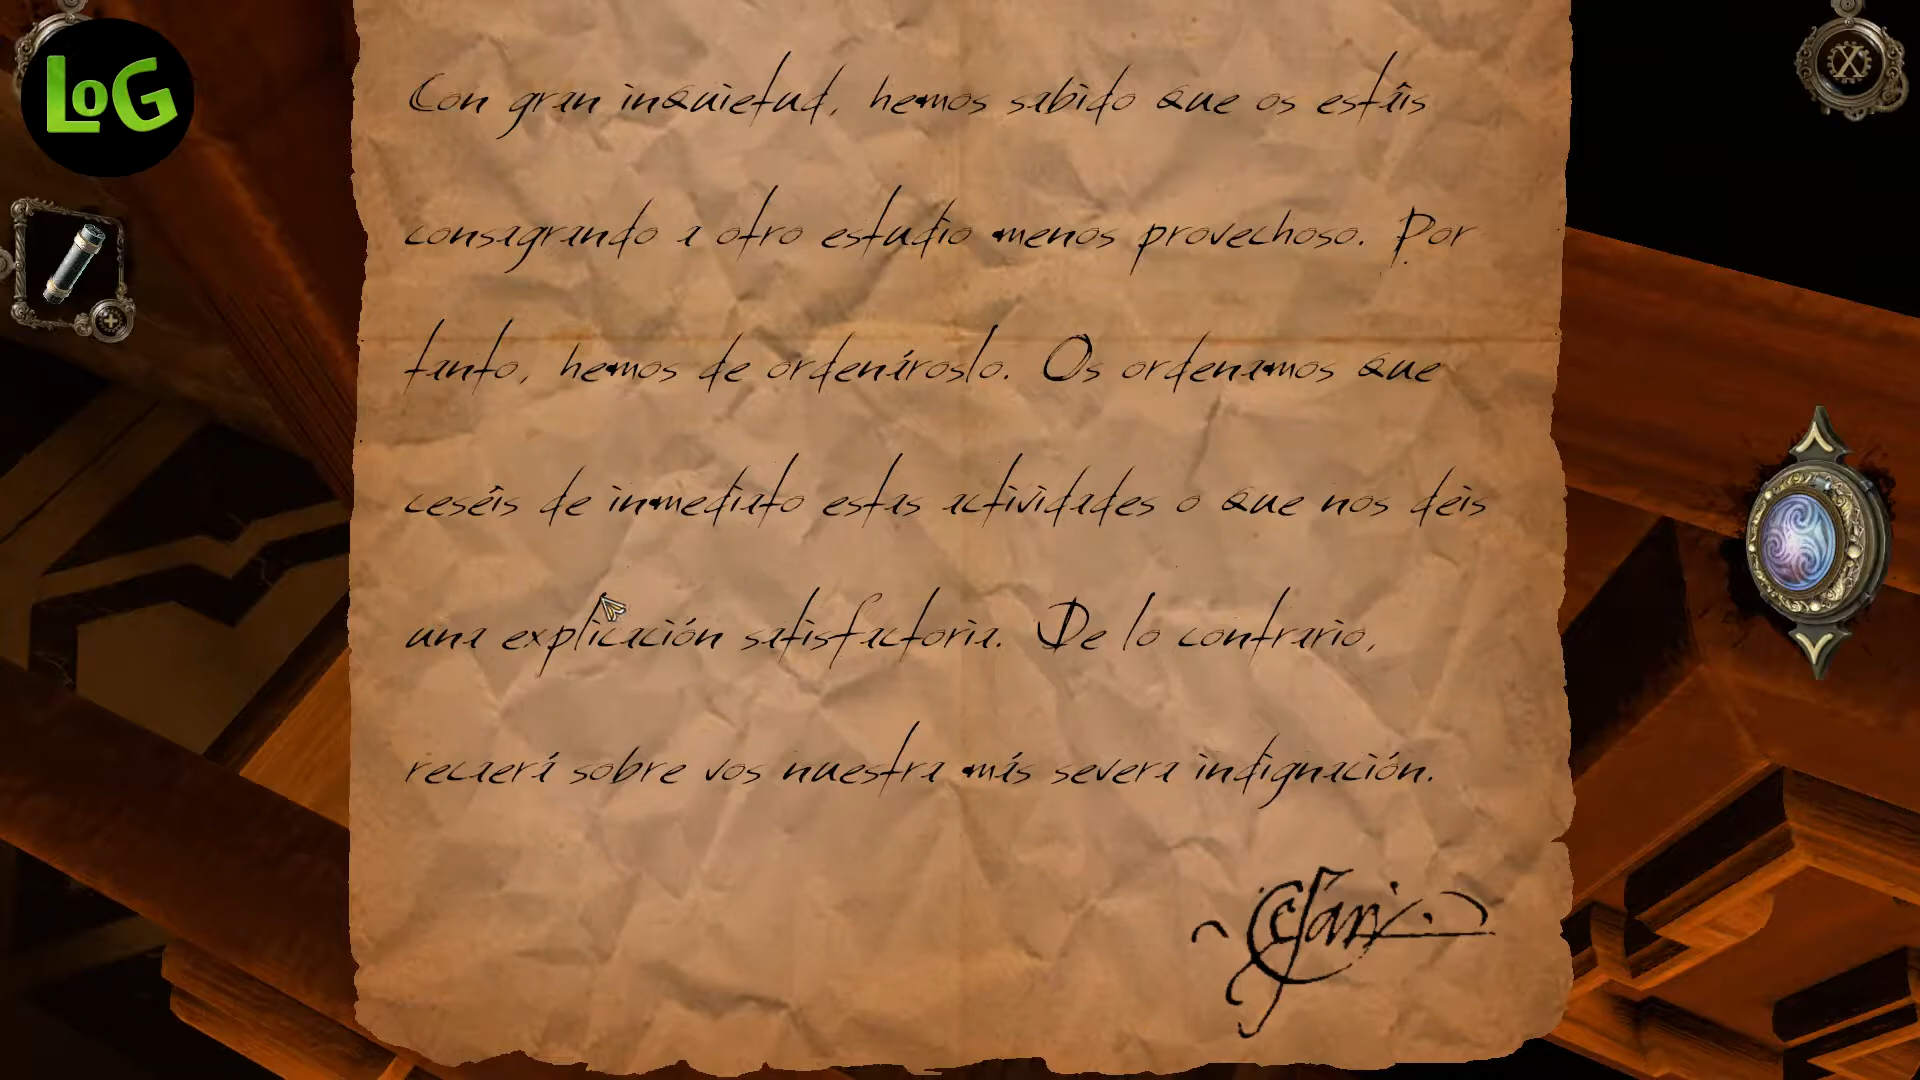 LoG
Con gran inquietud, hemos sabido que os estáis
consagrando a otro estudio menos provechoso. Por
tanto, hemos de ordenároslo. Os ordenamos que
ceséis de inmediato estas actividades o que nos déis
una explicación satisfactoria. De lo contrario,
recaerá sobre vos nuestra más severa indignación.